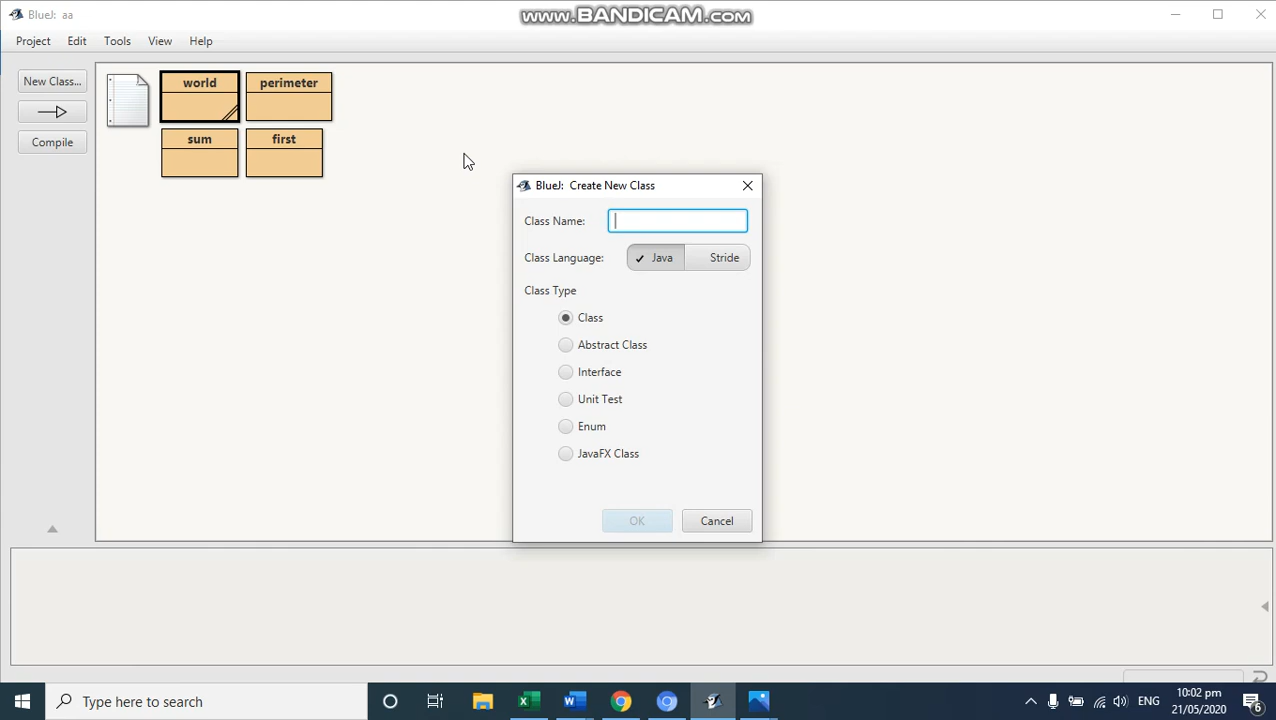 BlueJ: aa
www.BANDICAM.com
Project Edit Tools View Help
New Class...
Compile
world
perimeter
sum
first
BlueJ: Create New Class
Class Name:
Class Language:
Java
Stride
Class Type
Class
Abstract Class
Interface
Unit Test
Enum
JavaFX Class
OK
Cancel
Type here to search
ENG
10:02 pm
21/05/2020
6